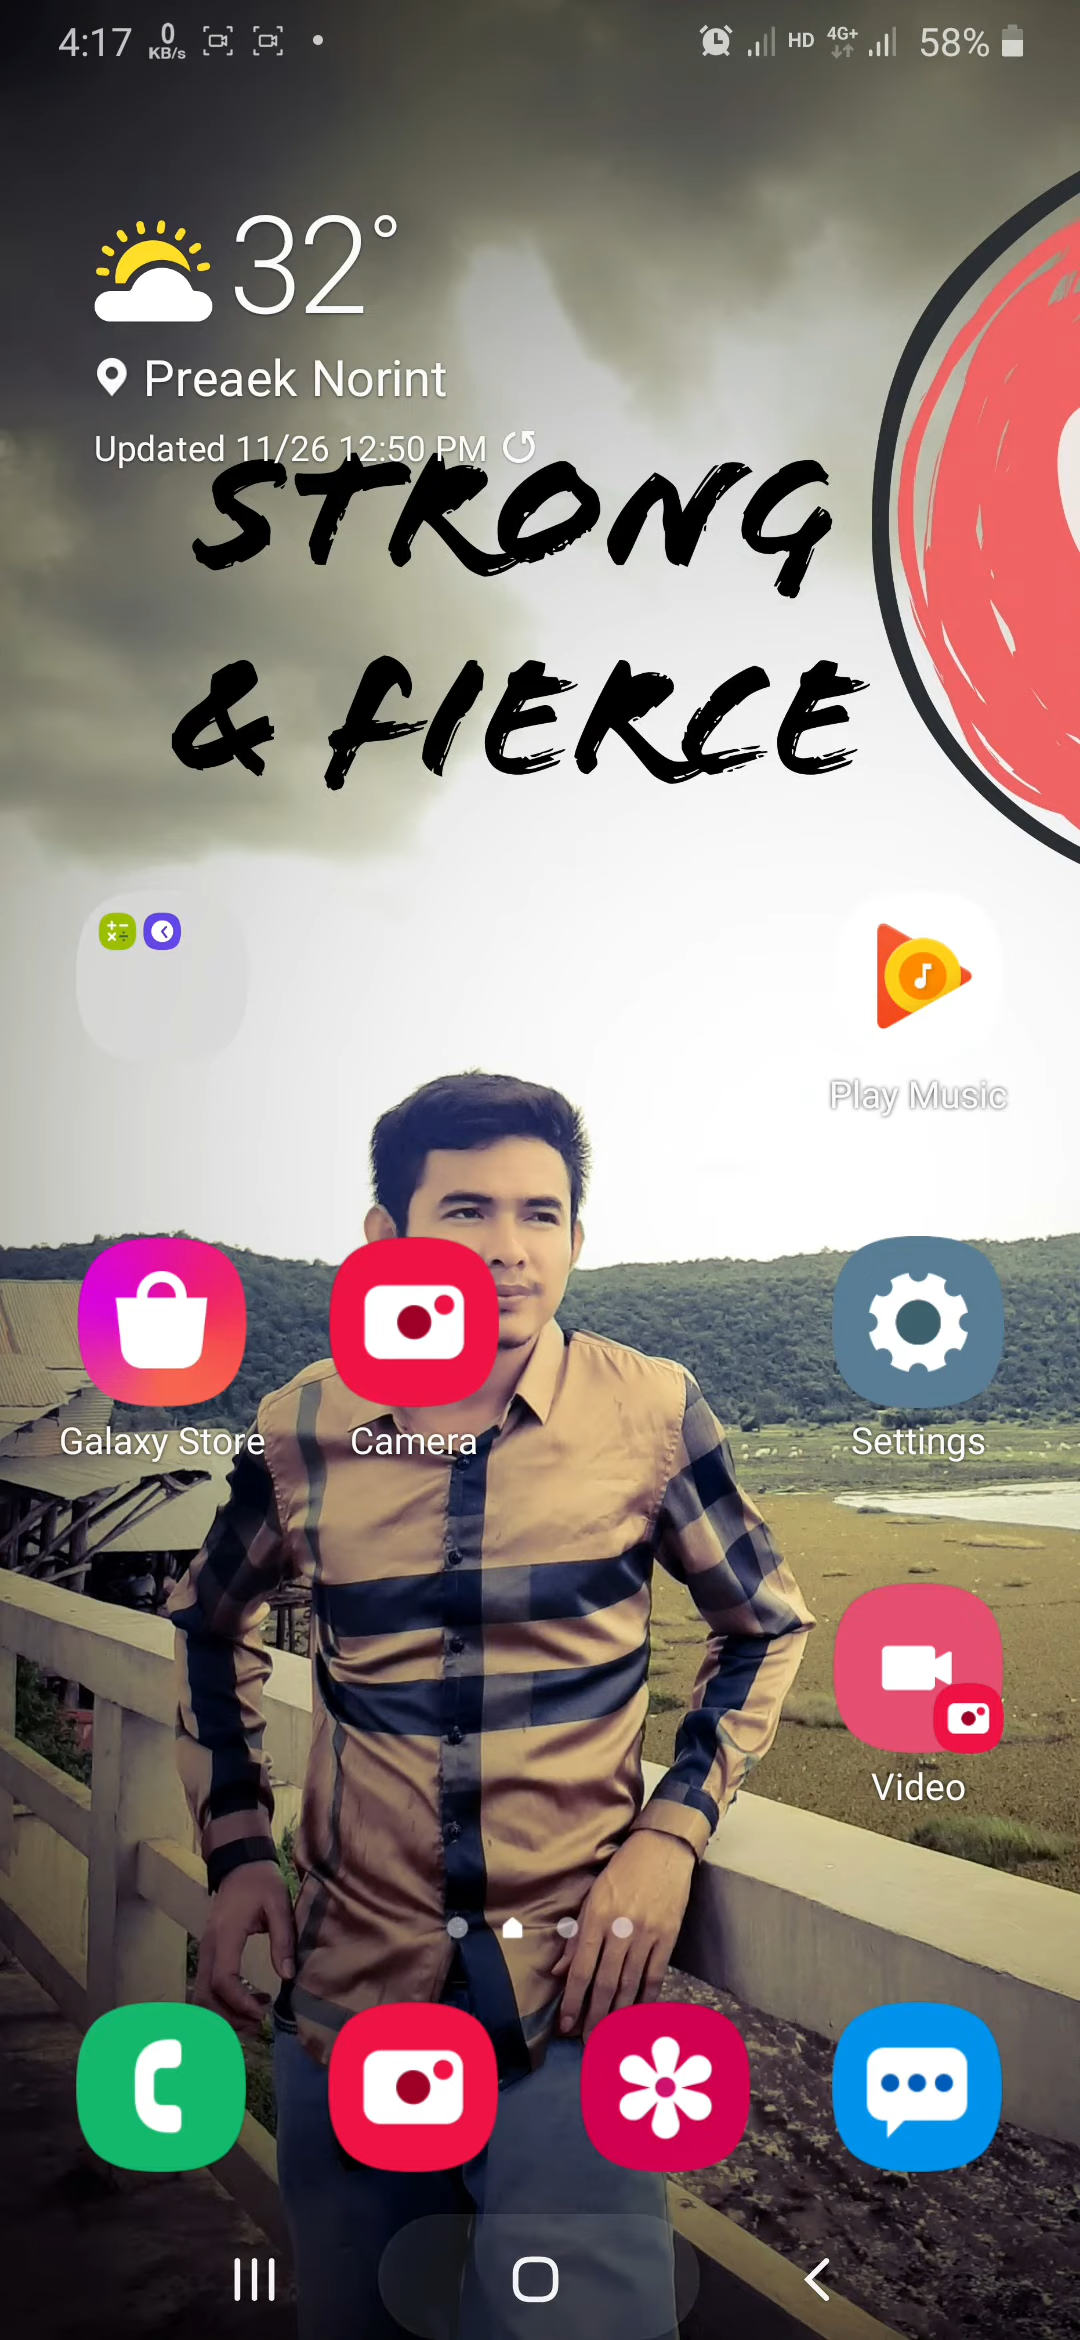 4:17 0 KB/s HD 4G+ 58%
32°
Preaek Norint
Updated 11/26 12:50 PM
STRONG
& FIERCE
Play Music
Galaxy Store Camera Settings
Video